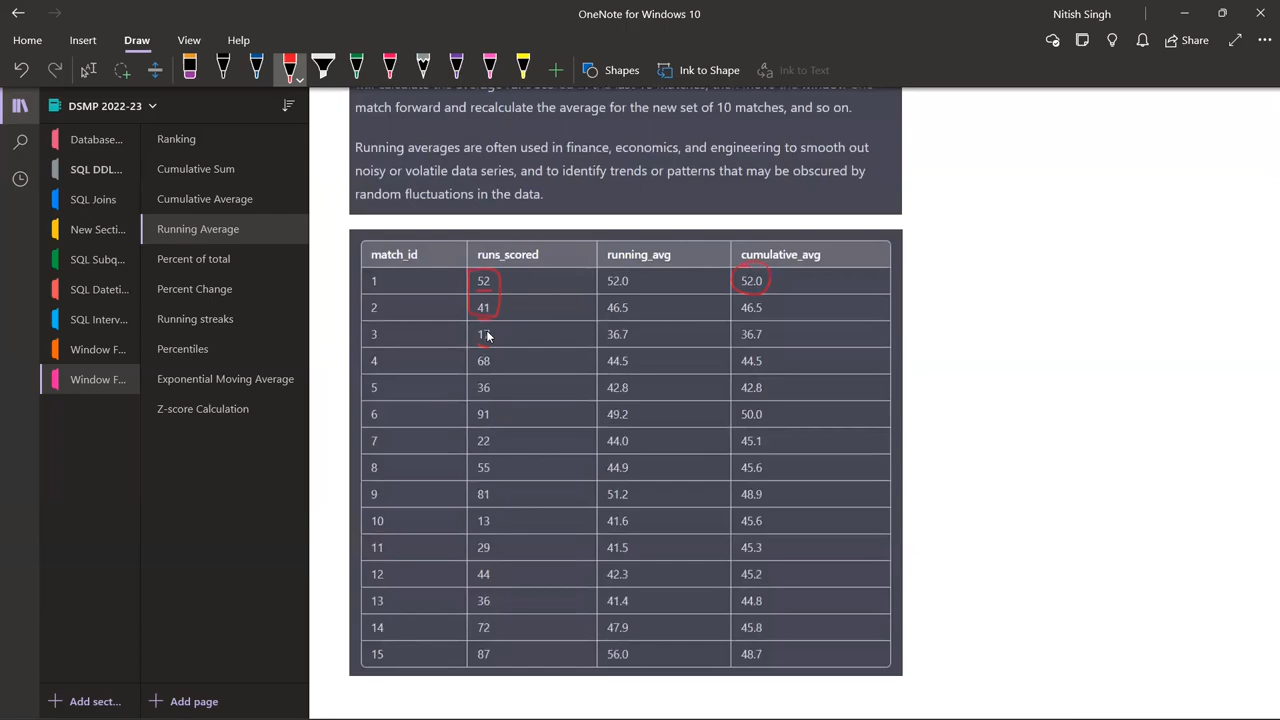 OneNote for Windows 10
Nitish Singh
Home Insert Draw View Help
Share
Shapes
Ink to Shape
Ink to Text
DSMP 2022-23
Database...
SQL DDL...
SQL Joins
New Secti...
SQL Subq...
SQL Dateti...
SQL Interv...
Window F...
Window F...
Add sect...
Ranking
Cumulative Sum
Cumulative Average
Running Average
Percent of total
Percent Change
Running streaks
Percentiles
Exponential Moving Average
Z-score Calculation
Add page
match forward and recalculate the average for the new set of 10 matches, and so on.
Running averages are often used in finance, economics, and engineering to smooth out
noisy or volatile data series, and to identify trends or patterns that may be obscured by
random fluctuations in the data.
match_id runs_scored running_avg cumulative_avg
1 52 52.0 52.0
2 41 46.5 46.5
3 36.7 36.7
4 68 44.5 44.5
5 36 42.8 42.8
6 91 49.2 50.0
7 22 44.0 45.1
8 55 44.9 45.6
9 81 51.2 48.9
10 13 41.6 45.6
11 29 41.5 45.3
12 44 42.3 45.2
13 36 41.4 44.8
14 72 47.9 45.8
15 87 56.0 48.7